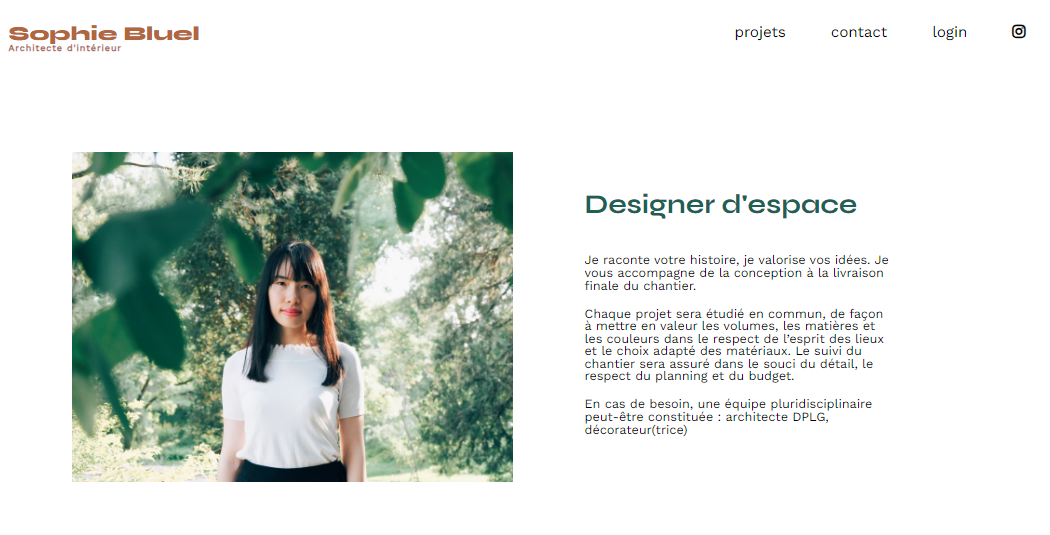 Sophie Bluel
Architecte d'intérieur
projets contact login
Designer d'espace
Je raconte votre histoire, je valorise vos idées. Je
vous accompagne de la conception à la livraison
finale du chantier.
Chaque projet sera étudié en commun, de façon
à mettre en valeur les volumes, les matières et
les couleurs dans le respect de l’esprit des lieux
et le choix adapté des matériaux. Le suivi du
chantier sera assuré dans le souci du détail, le
respect du planning et du budget.
En cas de besoin, une équipe pluridisciplinaire
peut-être constituée : architecte DPLG,
décorateur(trice)